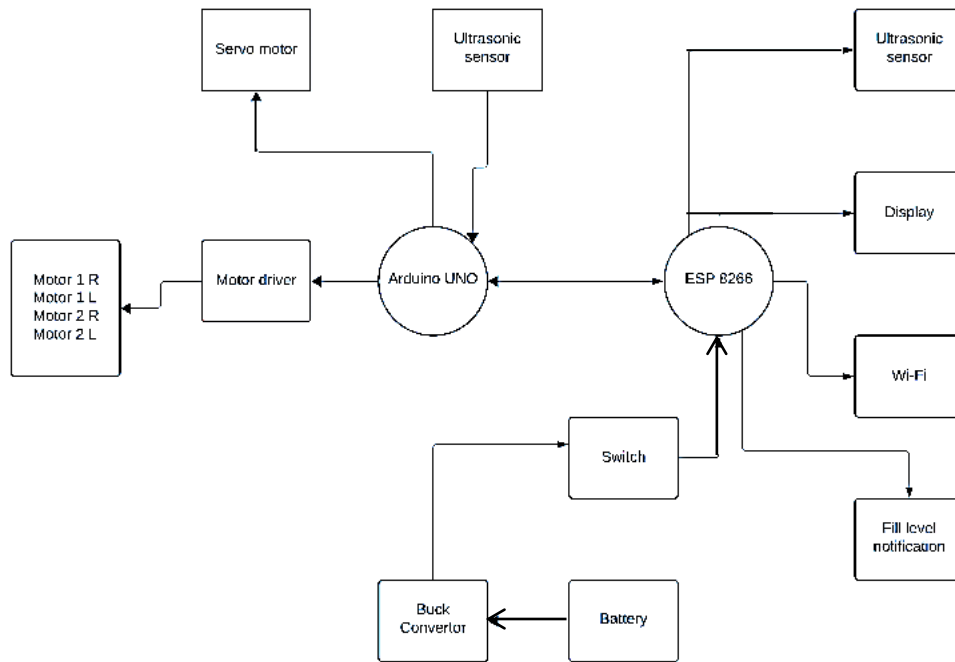 Servo motor
Ultrasonic
sensor
Ultrasonic
sensor
Display
Motor 1 R
Motor 1 L
Motor 2 R
Motor 2 L
Motor driver
Arduino UNO
ESP 8266
Wi-Fi
Switch
Fill level
notification
Buck
Convertor
Battery